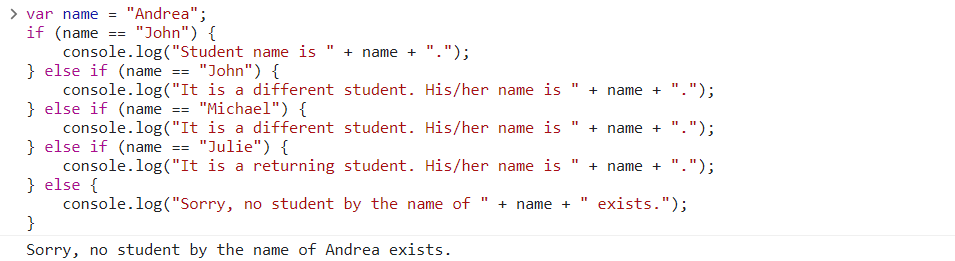 > var name = "Andrea";
if (name == "John") {
    console.log("Student name is " + name + ".");
} else if (name == "John") {
    console.log("It is a different student. His/her name is " + name + ".");
} else if (name == "Michael") {
    console.log("It is a different student. His/her name is " + name + ".");
} else if (name == "Julie") {
    console.log("It is a returning student. His/her name is " + name + ".");
} else {
    console.log("Sorry, no student by the name of " + name + " exists.");
}
Sorry, no student by the name of Andrea exists.